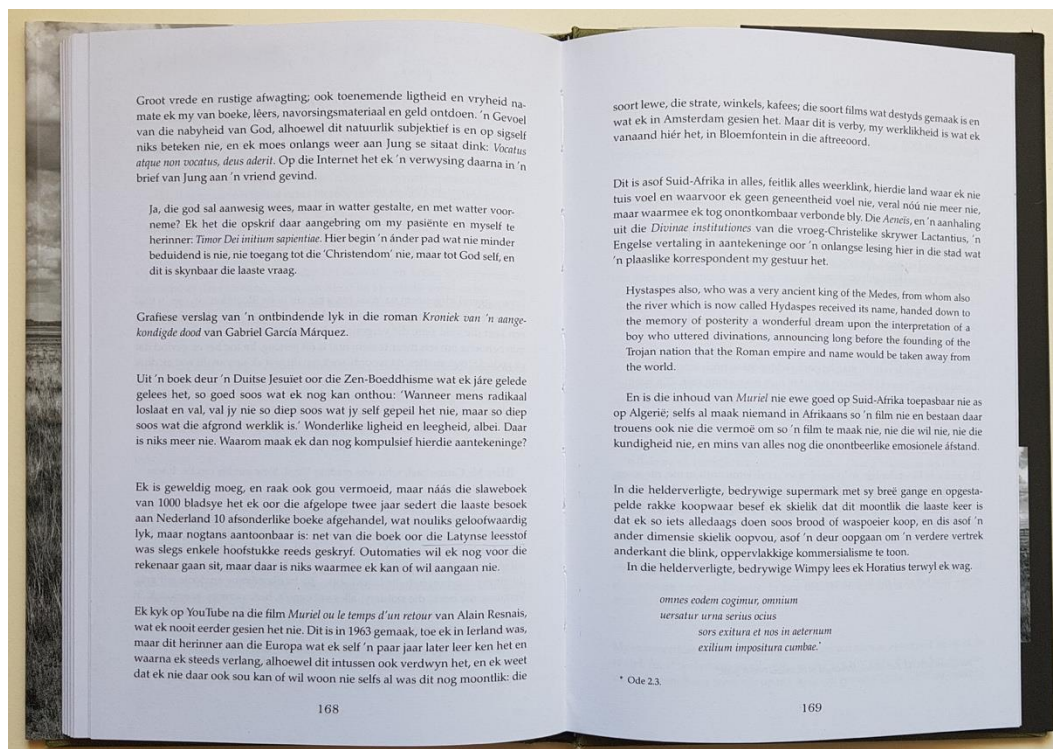 Groot vrede en rustige afwagting; ook toenemende ligtheid en vryheid na-
mate ek my van boeke, lêers, navorsingsmateriaal en geld ontdoen. ’n Gevoel
van die nabyheid van God, alhoewel dit natuurlik subjektief is en op sigself
niks beteken nie, en ek moes onlangs weer aan Jung se sitaat dink: Vocatus
atque non vocatus, deus aderit. Op die Internet het ek ’n verwysing daarna in ’n
brief van Jung aan ’n vriend gevind.
Ja, die god sal aanwesig wees, maar in watter gestalte, en met watter voor-
neme? Ek het die opskrif daar aangebring om my pasiënte en myself te
herinner: Timor Dei initium sapientiae. Hier begin ’n ánder pad wat nie minder
beduidend is nie, nie toegang tot die ‘Christendom’ nie, maar tot God self, en
dit is skynbaar die laaste vraag.
Grafiese verslag van ’n ontbindende lyk in die roman Kroniek van ’n aange-
kondigde dood van Gabriel García Márquez.
Uit ’n boek deur ’n Duitse Jesuïet oor die Zen-Boeddhisme wat ek járe gelede
gelees het, so goed soos wat ek nog kan onthou: ‘Wanneer mens radikaal
loslaat en val, val jy nie so diep soos wat jy self gepeil het nie, maar so diep
soos wat die afgrond werklik is.’ Wonderlike ligheid en leegheid, albei. Daar
is niks meer nie. Waarom maak ek dan nog kompulsief hierdie aantekeninge?
Ek is geweldig moeg, en raak ook gou vermoeid, maar náás die slaweboek
van 1000 bladsye het ek oor die afgelope twee jaar sedert die laaste besoek
aan Nederland 10 afsonderlike boeke afgehandel, wat nouliks geloofwaardig
lyk, maar nogtans aantoonbaar is: net van die boek oor die Latynse leesstof
was slegs enkele hoofstukke reeds geskryf. Outomaties wil ek nog voor die
rekenaar gaan sit, maar daar is niks waarmee ek kan of wil aangaan nie.
Ek kyk op YouTube na die film Muriel ou le temps d’un retour van Alain Resnais,
wat ek nooit eerder gesien het nie. Dit is in 1963 gemaak, toe ek in Ierland was,
maar dit herinner aan die Europa wat ek self ’n paar jaar later leer ken het en
waarna ek steeds verlang, alhoewel dit intussen ook verdwyn het, en ek weet
dat ek nie daar ook sou kan of wil woon nie selfs al was dit nog moontlik: die
168
soort lewe, die strate, winkels, kafees; die soort films wat destyds gemaak is en
wat ek in Amsterdam gesien het. Maar dit is verby, my werklikheid is wat ek
vanaand hiér het, in Bloemfontein in die aftreeoord.
Dit is asof Suid-Afrika in alles, feitlik alles weerklink, hierdie land waar ek nie
tuis voel en waarvoor ek geen geneentheid voel nie, veral nóú nie meer nie,
maar waarmee ek tog onontkombaar verbonde bly. Die Aeneïs, en ’n aanhaling
uit die Divinae institutiones van die vroeg-Christelike skrywer Lactantius, ’n
Engelse vertaling in aantekeninge oor ’n onlangse lesing hier in die stad wat
’n plaaslike korrespondent my gestuur het.
Hystaspes also, who was a very ancient king of the Medes, from whom also
the river which is now called Hydaspes received its name, handed down to
the memory of posterity a wonderful dream upon the interpretation of a
boy who uttered divinations, announcing long before the founding of the
Trojan nation that the Roman empire and name would be taken away from
the world.
En is die inhoud van Muriel nie ewe goed op Suid-Afrika toepasbaar nie as
op Algerië; selfs al maak niemand in Afrikaans so ’n film nie en bestaan daar
trouens ook nie die vermoë om so ’n film te maak nie, nie die wil nie, nie die
kundigheid nie, en mins van alles nog die onontbeerlike emosionele áfstand.
In die helderverligte, bedrywige supermark met sy breë gange en opgesta-
pelde rakke koopwaar besef ek skielik dat dit moontlik die laaste keer is
dat ek so iets alledaags doen soos brood of waspoeier koop, en dis asof ’n
ander dimensie skielik oopvou, asof ’n deur oopgaan om ’n verdere vertrek
anderkant die blink, oppervlakkige kommersialisme te toon.
In die helderverligte, bedrywige Wimpy lees ek Horatius terwyl ek wag.
omnes eodem cogimur, omnium
uersatur urna serius ocius
sors exitura et nos in aeternum
exilium impositura cumbae.*
* Ode 2.3.
169